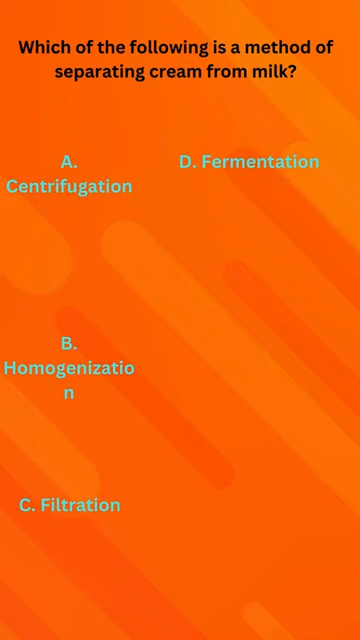 Which of the following is a method of
separating cream from milk?
A.
Centrifugation
D. Fermentation
B.
Homogenizatio
n
C. Filtration